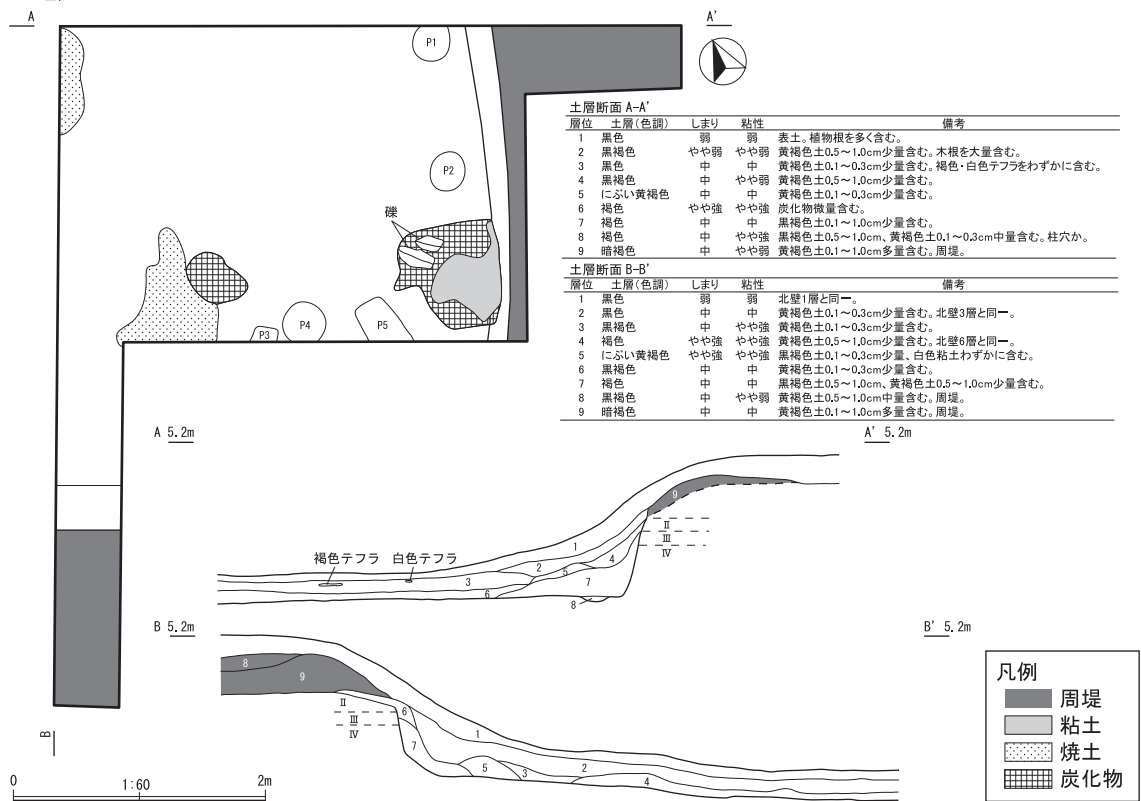 A A'
P1
P2
礫
P3 P4 P5
土層断面 A-A'
層位 土層(色調) しまり 粘性 備考
1 黒色 弱 弱 表土。植物根を多く含む。
2 黒褐色 やや弱 やや弱 黄褐色土0.5～1.0cm少量含む。木根を大量含む。
3 黒色 中 中 黄褐色土0.1～0.3cm少量含む。褐色・白色テフラをわずかに含む。
4 黒褐色 中 やや弱 黄褐色土0.5～1.0cm少量含む。
5 にぶい黄褐色 中 中 黄褐色土0.1～0.3cm少量含む。
6 褐色 やや強 やや強 炭化物微量含む。
7 褐色 中 中 黒褐色土0.1～1.0cm少量含む。
8 褐色 中 やや強 黒褐色土0.5～1.0cm、黄褐色土0.1～0.3cm中量含む。柱穴か。
9 暗褐色 中 やや弱 黄褐色土0.1～1.0cm多量含む。周堤。
土層断面 B-B'
層位 土層(色調) しまり 粘性 備考
1 黒色 弱 弱 北壁1層と同一。
2 黒色 中 中 黄褐色土0.1～0.3cm少量含む。北壁3層と同一。
3 黒褐色 中 やや強 黄褐色土0.1～0.3cm少量含む。
4 褐色 やや強 やや強 黄褐色土0.5～1.0cm少量含む。北壁6層と同一。
5 にぶい黄褐色 やや強 やや強 黒褐色土0.1～0.3cm少量、白色粘土わずかに含む。
6 黒褐色 中 中 黄褐色土0.1～0.3cm少量含む。
7 褐色 中 中 黒褐色土0.5～1.0cm、黄褐色土0.5～1.0cm少量含む。
8 黒褐色 中 やや弱 黄褐色土0.5～1.0cm中量含む。周堤。
9 暗褐色 中 中 黄褐色土0.1～1.0cm多量含む。周堤。
A 5.2m A' 5.2m
9
Ⅱ
Ⅲ
Ⅳ
1
褐色テフラ 白色テフラ
2 5 4
3 7
6
8
B 5.2m B' 5.2m
8
9
Ⅱ
Ⅲ
Ⅳ
6
1
7
5 3 2
4
B
0 1:60 2m
凡例
周堤
粘土
焼土
炭化物